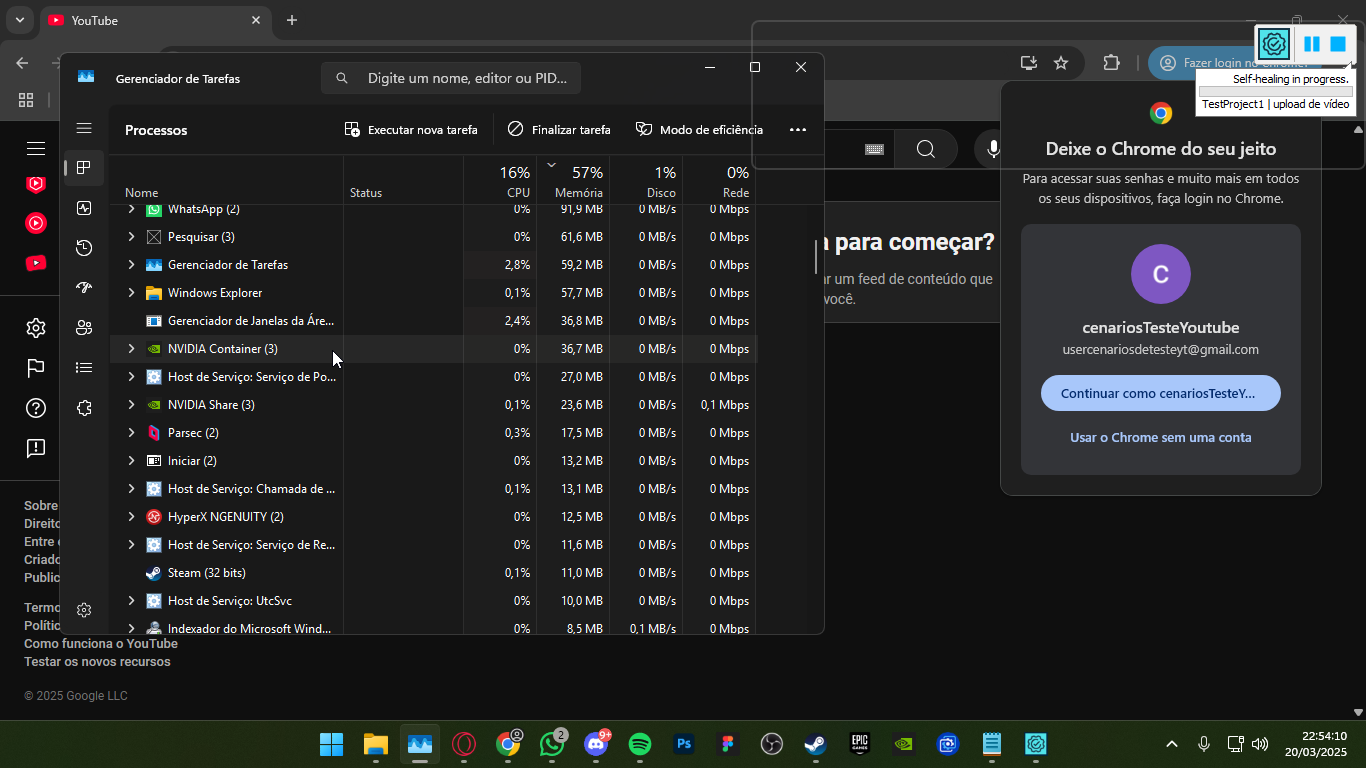 YouTube
Fazer login no Chrome?
Self-healing in progress.
TestProject1 | upload de vídeo
Gerenciador de Tarefas
Digite um nome, editor ou PID...
Processos
Executar nova tarefa
Finalizar tarefa
Modo de eficiência
16% 57% 1% 0%
Nome Status CPU Memória Disco Rede
WhatsApp (2) 0% 91,9 MB 0 MB/s 0 Mbps
Pesquisar (3) 0% 61,6 MB 0 MB/s 0 Mbps
Gerenciador de Tarefas 2,8% 59,2 MB 0 MB/s 0 Mbps
Windows Explorer 0,1% 57,7 MB 0 MB/s 0 Mbps
Gerenciador de Janelas da Áre... 2,4% 36,8 MB 0 MB/s 0 Mbps
NVIDIA Container (3) 0% 36,7 MB 0 MB/s 0 Mbps
Host de Serviço: Serviço de Po... 0% 27,0 MB 0 MB/s 0 Mbps
NVIDIA Share (3) 0,1% 23,6 MB 0 MB/s 0,1 Mbps
Parsec (2) 0,3% 17,5 MB 0 MB/s 0 Mbps
Iniciar (2) 0% 13,2 MB 0 MB/s 0 Mbps
Host de Serviço: Chamada de ... 0,1% 13,1 MB 0 MB/s 0 Mbps
HyperX NGENUITY (2) 0% 12,5 MB 0 MB/s 0 Mbps
Host de Serviço: Serviço de Re... 0% 11,6 MB 0 MB/s 0 Mbps
Steam (32 bits) 0,1% 11,0 MB 0 MB/s 0 Mbps
Host de Serviço: UtcSvc 0% 10,0 MB 0 MB/s 0 Mbps
Indexador do Microsoft Wind... 0% 8,5 MB 0,1 MB/s 0 Mbps
a para começar?
ar um feed de conteúdo que
você.
Deixe o Chrome do seu jeito
Para acessar suas senhas e muito mais em todos
os seus dispositivos, faça login no Chrome.
C
cenariosTesteYoutube
usercenariosdetesteyt@gmail.com
Continuar como cenariosTesteY...
Usar o Chrome sem uma conta
Sobre
Direito
Entre
Criado
Public
Termo
Polític
Como funciona o YouTube
Testar os novos recursos
© 2025 Google LLC
2
9+
Ps
EPIC
GAMES
22:54:10
20/03/2025